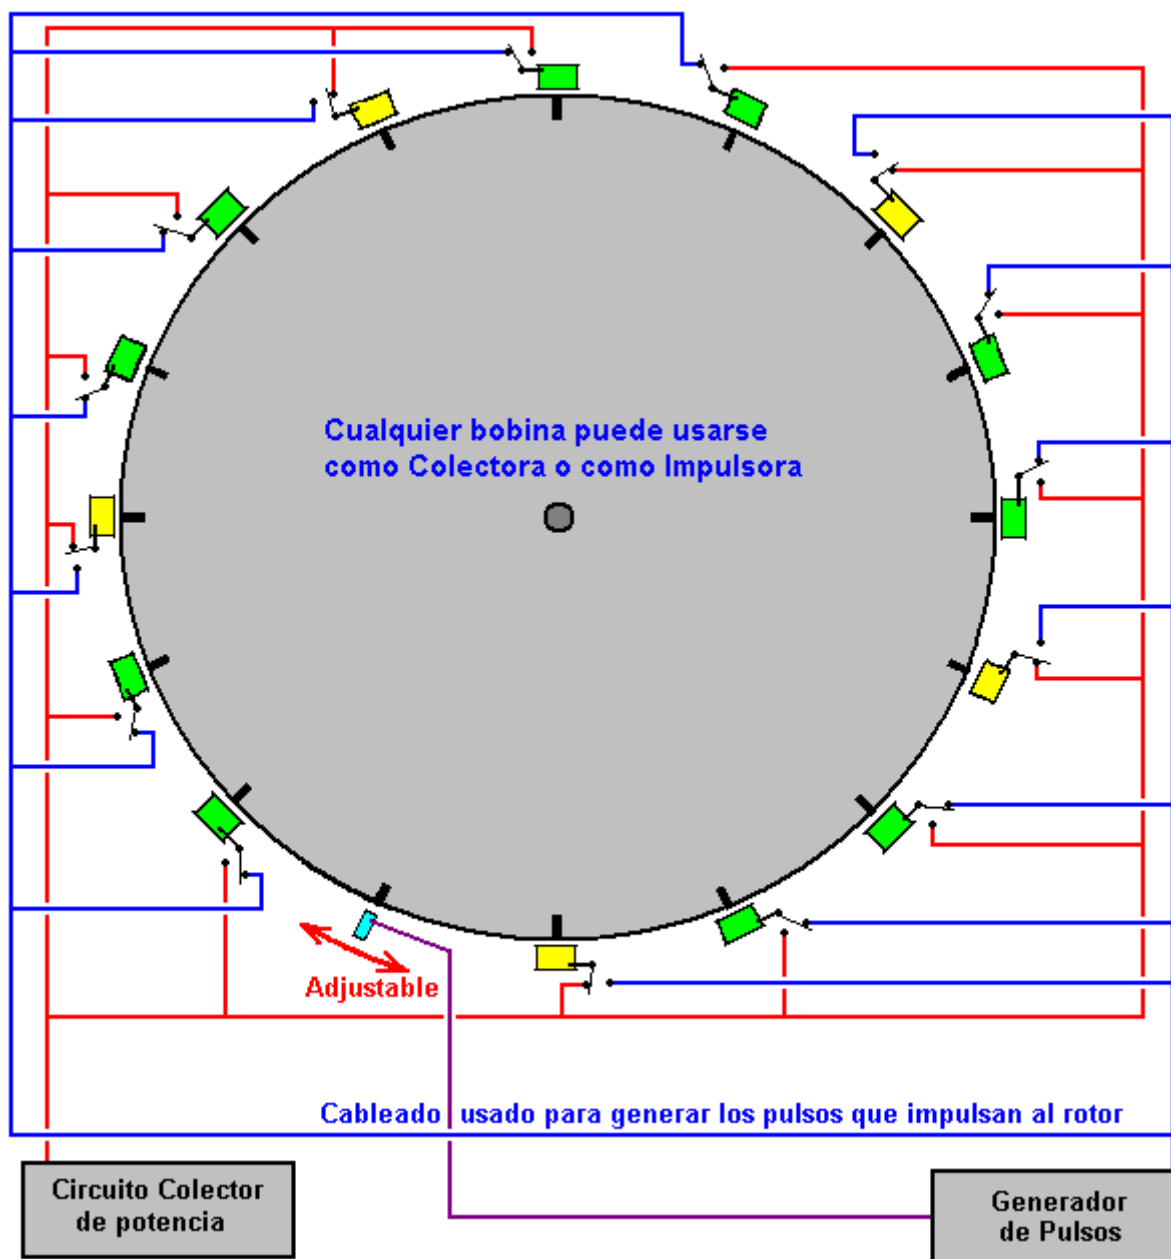 Cualquier bobina puede usarse
como Colectora o como Impulsora
Adjustable
Cableado usado para generar los pulsos que impulsan al rotor
Circuito Colector
de potencia
Generador
de Pulsos